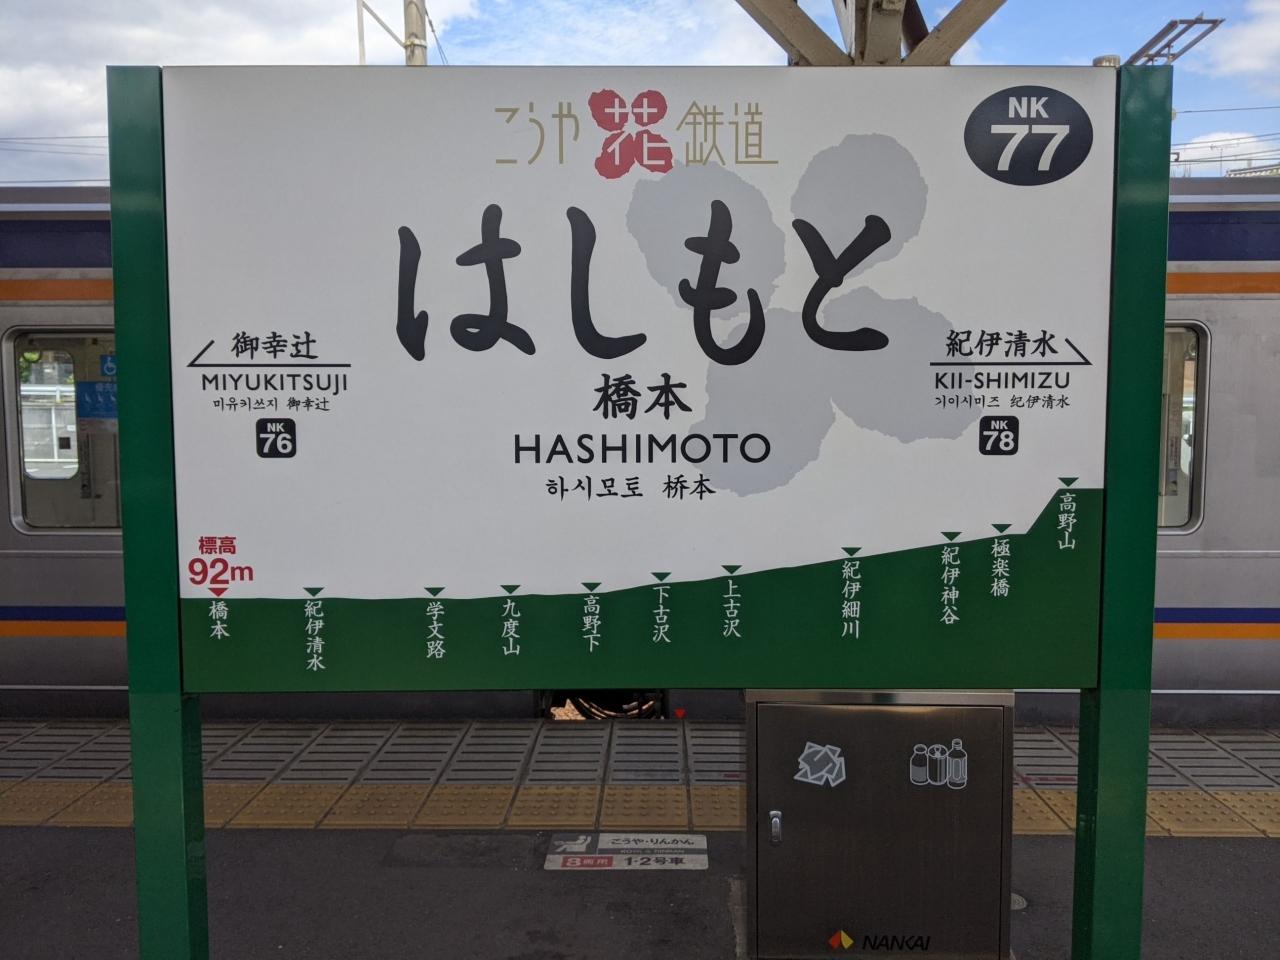 こうや花鉄道
NK
77
はしもと
橋本
HASHIMOTO
하시모토 桥本
御幸辻
MIYUKITSUJI
미유키쓰지 御幸辻
NK
76
紀伊清水
KII-SHIMIZU
기이시미즈 纪伊清水
NK
78
標高
92m
橋本
紀伊清水
学文路
九度山
高野下
下古沢
上古沢
紀伊細川
紀伊神谷
極楽橋
高野山
こうや・りんかん
KOYA & RINKAN
8両用 1・2号車
NANKAI